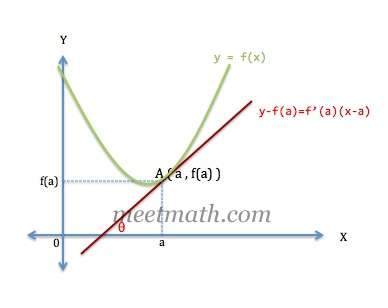 Y
y = f(x)
y-f(a)=f'(a)(x-a)
A ( a , f(a) )
f(a)
meetmath.com
θ
0
a
X